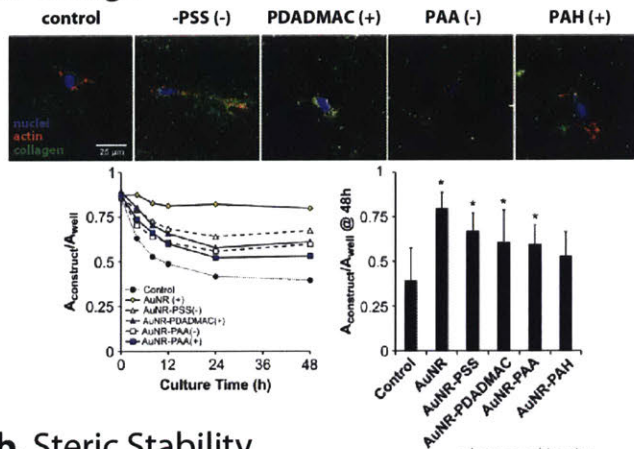 control -PSS (-) PDADMAC (+) PAA (-) PAH (+)
nuclei
actin
collagen
25 µm
1
0.75
0.5
0.25
0
Aconstruct/Awell
Control
AuNR (+)
AuNR-PSS(-)
AuNR-PDADMAC(+)
AuNR-PAA(-)
AuNR-PAA(+)
0 12 24 36 48
Culture Time (h)
1
0.75
0.5
0.25
0
Aconstruct/Awell @ 48h
* * * *
Control
AuNR
AuNR-PSS
AuNR-PDADMAC
AuNR-PAA
AuNR-PAH
b Steric Stability